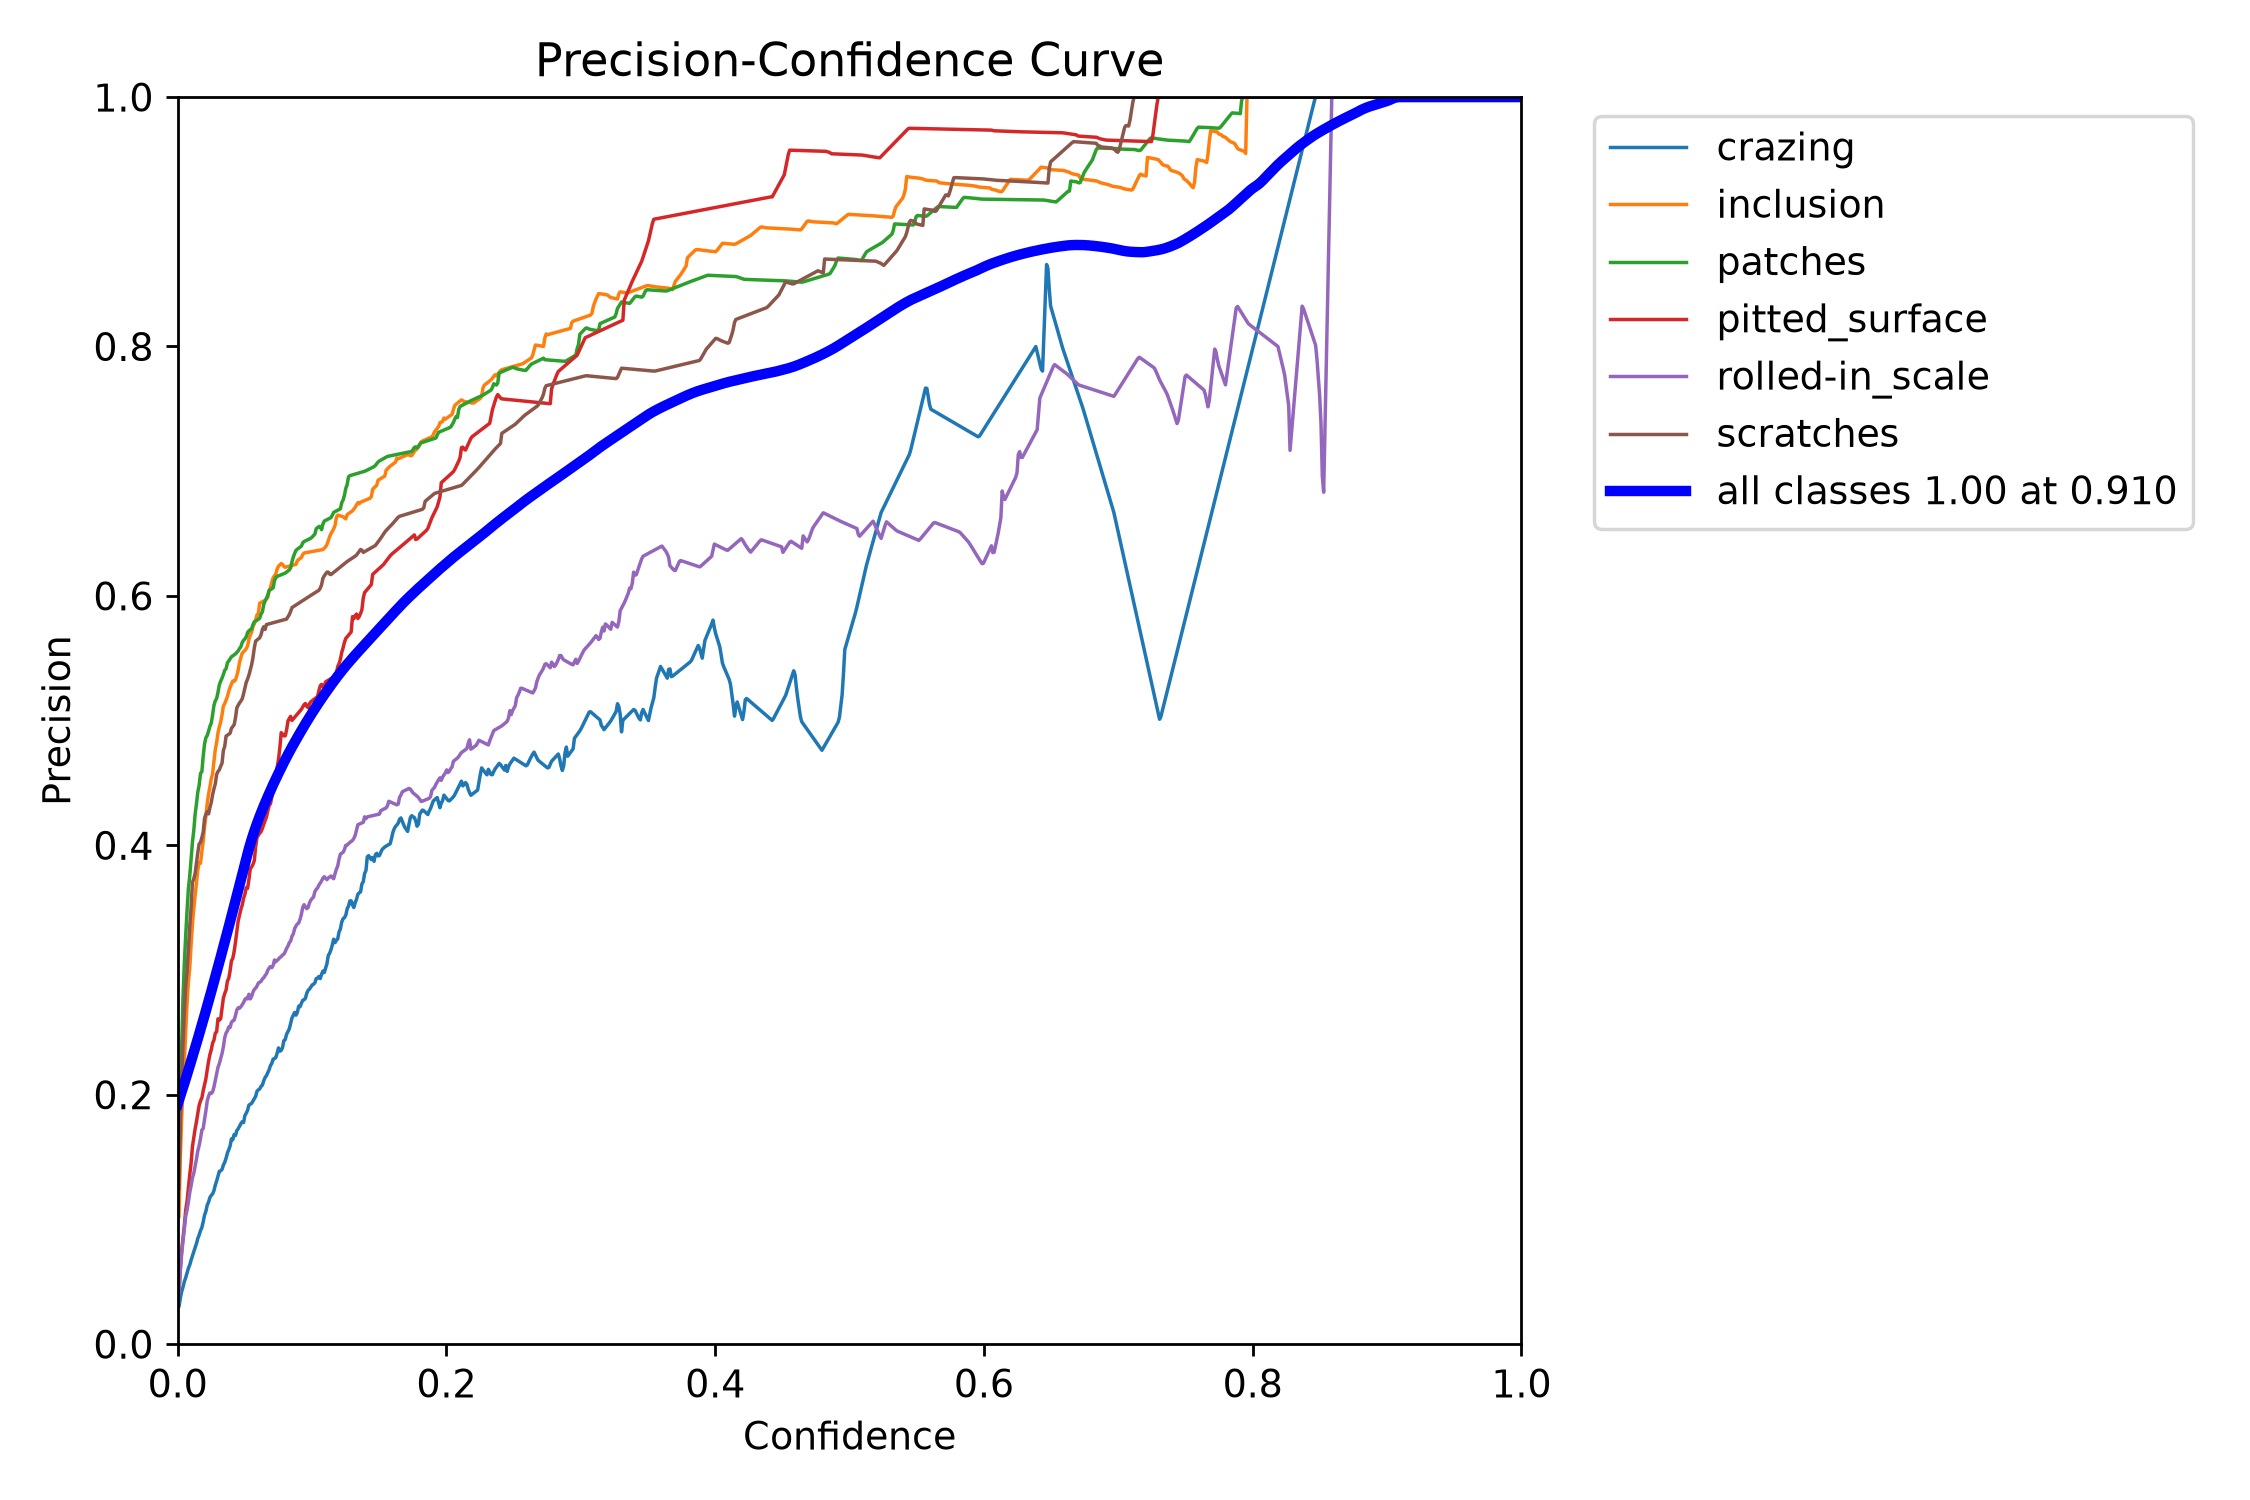 Precision-Confidence Curve
1.0
0.8
0.6
0.4
0.2
0.0
Precision
0.0 0.2 0.4 0.6 0.8 1.0
Confidence
crazing
inclusion
patches
pitted_surface
rolled-in_scale
scratches
all classes 1.00 at 0.910